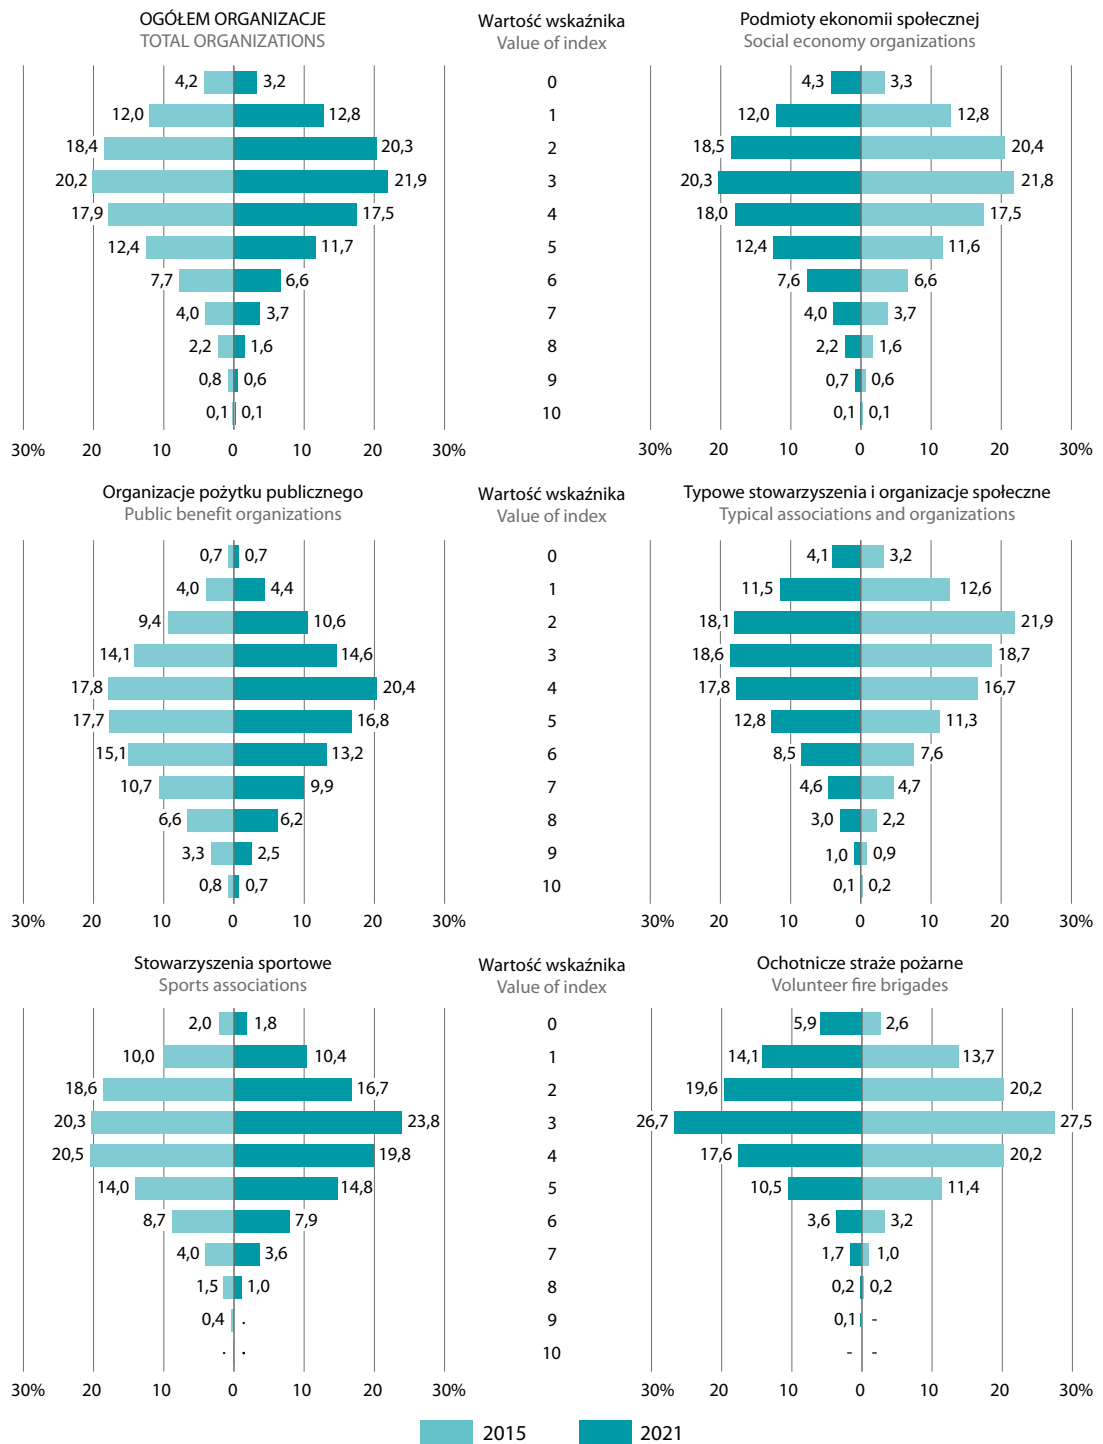 OGÓŁEM ORGANIZACJE
TOTAL ORGANIZATIONS
Wartość wskaźnika
Value of index
Podmioty ekonomii społecznej
Social economy organizations
4,2 3,2 0 4,3 3,3
12,0 12,8 1 12,0 12,8
18,4 20,3 2 18,5 20,4
20,2 21,9 3 20,3 21,8
17,9 17,5 4 18,0 17,5
12,4 11,7 5 12,4 11,6
7,7 6,6 6 7,6 6,6
4,0 3,7 7 4,0 3,7
2,2 1,6 8 2,2 1,6
0,8 0,6 9 0,7 0,6
0,1 0,1 10 0,1 0,1
30% 20 10 0 10 20 30% 30% 20 10 0 10 20 30%
Organizacje pożytku publicznego
Public benefit organizations
Wartość wskaźnika
Value of index
Typowe stowarzyszenia i organizacje społeczne
Typical associations and organizations
0,7 0,7 0 4,1 3,2
4,0 4,4 1 11,5 12,6
9,4 10,6 2 18,1 21,9
14,1 14,6 3 18,6 18,7
17,8 20,4 4 17,8 16,7
17,7 16,8 5 12,8 11,3
15,1 13,2 6 8,5 7,6
10,7 9,9 7 4,6 4,7
6,6 6,2 8 3,0 2,2
3,3 2,5 9 1,0 0,9
0,8 0,7 10 0,1 0,2
30% 20 10 0 10 20 30% 30% 20 10 0 10 20 30%
Stowarzyszenia sportowe
Sports associations
Wartość wskaźnika
Value of index
Ochotnicze straże pożarne
Volunteer fire brigades
2,0 1,8 0 5,9 2,6
10,0 10,4 1 14,1 13,7
18,6 16,7 2 19,6 20,2
20,3 23,8 3 26,7 27,5
20,5 19,8 4 17,6 20,2
14,0 14,8 5 10,5 11,4
8,7 7,9 6 3,6 3,2
4,0 3,6 7 1,7 1,0
1,5 1,0 8 0,2 0,2
0,4 . 9 0,1 -
. . 10 - -
30% 20 10 0 10 20 30% 30% 20 10 0 10 20 30%
2015 2021